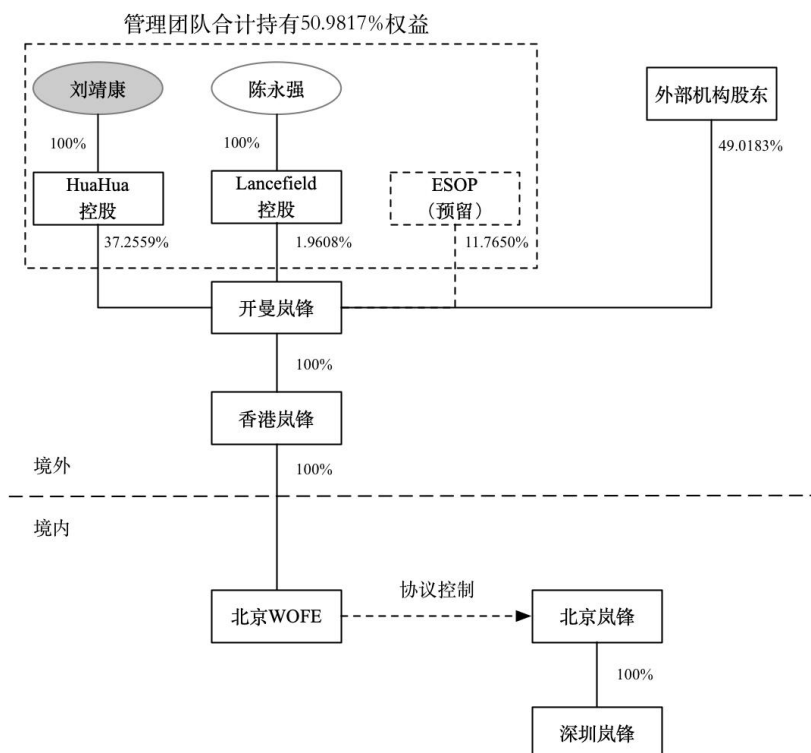 管理团队合计持有50.9817%权益
刘靖康
陈永强
外部机构股东
100%
100%
49.0183%
HuaHua
控股
Lancefield
控股
ESOP
（预留）
37.2559%
1.9608%
11.7650%
开曼岚锋
100%
香港岚锋
境外
100%
境内
协议控制
北京WOFE
北京岚锋
100%
深圳岚锋